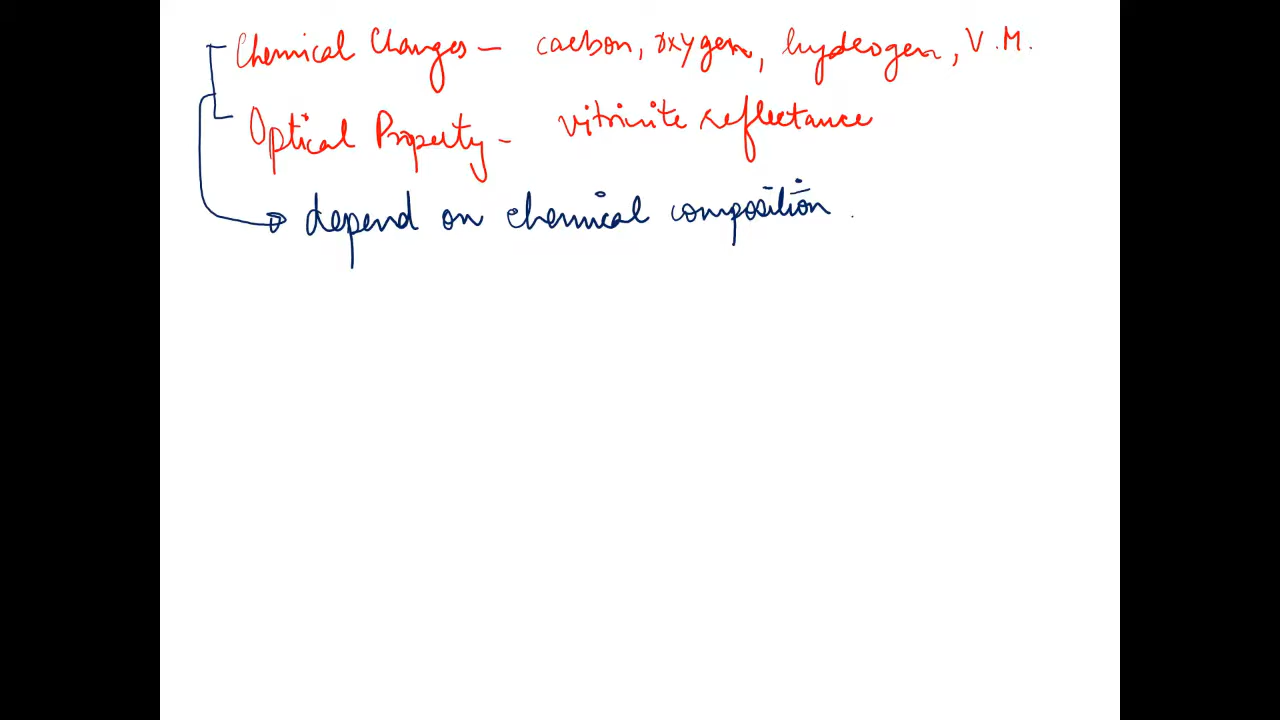 Chemical Changes - carbon, oxygen, hydrogen, V.M.
Optical Property - vitrinite reflectance
depend on chemical composition.